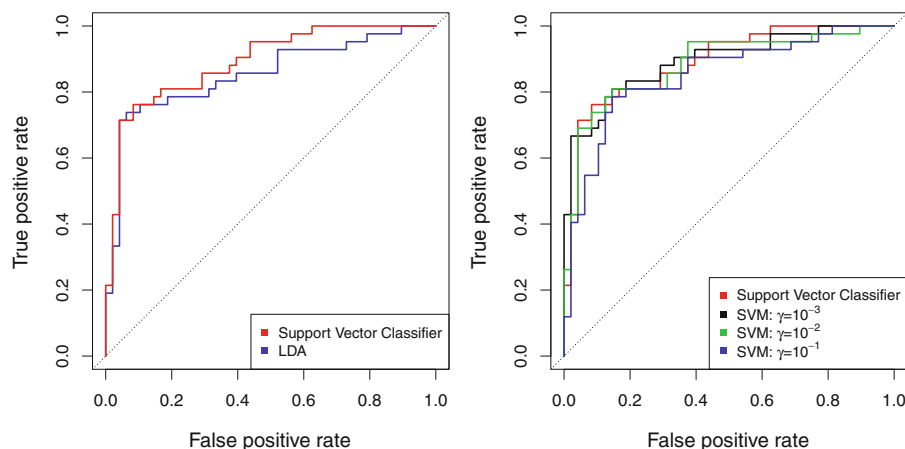 True positive rate
0.0 0.2 0.4 0.6 0.8 1.0
Support Vector Classifier
LDA
0.0 0.2 0.4 0.6 0.8 1.0
False positive rate
True positive rate
0.0 0.2 0.4 0.6 0.8 1.0
Support Vector Classifier
SVM: γ=10⁻³
SVM: γ=10⁻²
SVM: γ=10⁻¹
0.0 0.2 0.4 0.6 0.8 1.0
False positive rate